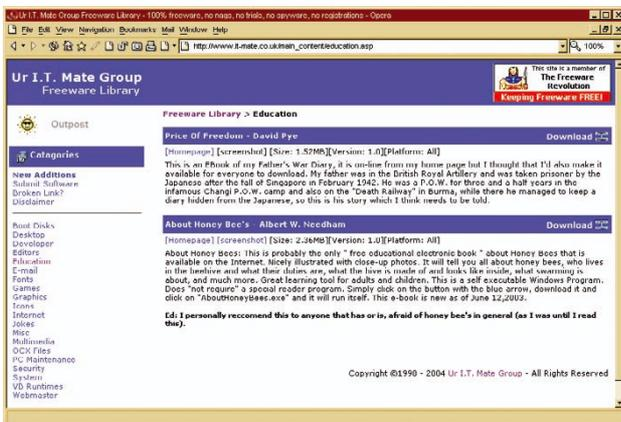 Ur I.T. Mate Group Freeware Library - 100% freeware, no nags, no trials, no spyware, no registrations - Opera
File Edit View Navigation Bookmarks Mail Window Help
http://www.it-mate.co.uk/main_content/education.asp
100%
Ur I.T. Mate Group
Freeware Library
This site is a member of
The Freeware
Revolution
Keeping Freeware FREE!
Outpost
Catagories
New Additions
Submit Software
Broken Link?
Disclaimer
Boot Disks
Desktop
Developer
Editors
Education
E-mail
Fonts
Games
Graphics
Icons
Internet
Jokes
Misc
Multimedia
OCX Files
PC Maintenance
Security
System
VB Runtimes
Webmaster
Freeware Library > Education
Price Of Freedom - David Pye
Download
[Homepage] [screenshot] [Size: 1.52MB][Version: 1.0][Platform: All]
This is an EBook of my Father's War Diary, it is on-line from my home page but I thought that I'd also make it
available for everyone to download. My father was in the British Royal Artillery and was taken prisoner by the
Japanese after the fall of Singapore in February 1942. He was a P.O.W. for three and a half years in the
infamous Changi P.O.W. camp and also on the "Death Railway" in Burma, while there he managed to keep a
diary hidden from the Japanese, so this is his story which I think needs to be told.
About Honey Bee's - Albert W. Needham
Download
[Homepage] [screenshot] [Size: 2.36MB][Version: 1.0][Platform: All]
About Honey Bees: This is probably the only " free educational electronic book " about Honey Bees that is
available on the Internet. Nicely illustrated with close-up photos. It will tell you all about honey bees, who lives
in the beehive and what their duties are, what the hive is made of and looks like inside, what swarming is
about, and much more. Great learning tool for adults and children. This is a self executable Windows Program.
Does "not require" a special reader program. Simply click on the button with the blue arrow, download it and
click on "AboutHoneyBees.exe" and it will run itself. This e-book is new as of June 12,2003.
Ed: I personally reccomend this to anyone that has or is, afraid of honey bee's in general (as I was until I read
this).
Copyright ©1998 - 2004 Ur I.T. Mate Group - All Rights Reserved